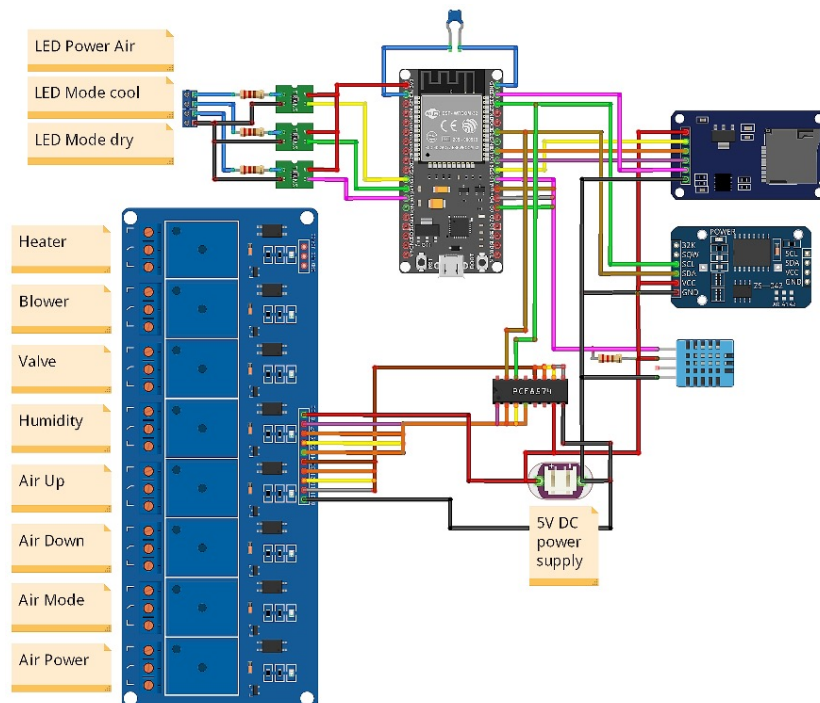 LED Power Air
LED Mode cool
LED Mode dry
Heater
Blower
Valve
Humidity
Air Up
Air Down
Air Mode
Air Power
POWER
32K
SQW
SCL
SDA
VCC
GND
SCL
SDA
VCC
GND
PCF8574
5V DC
power
supply